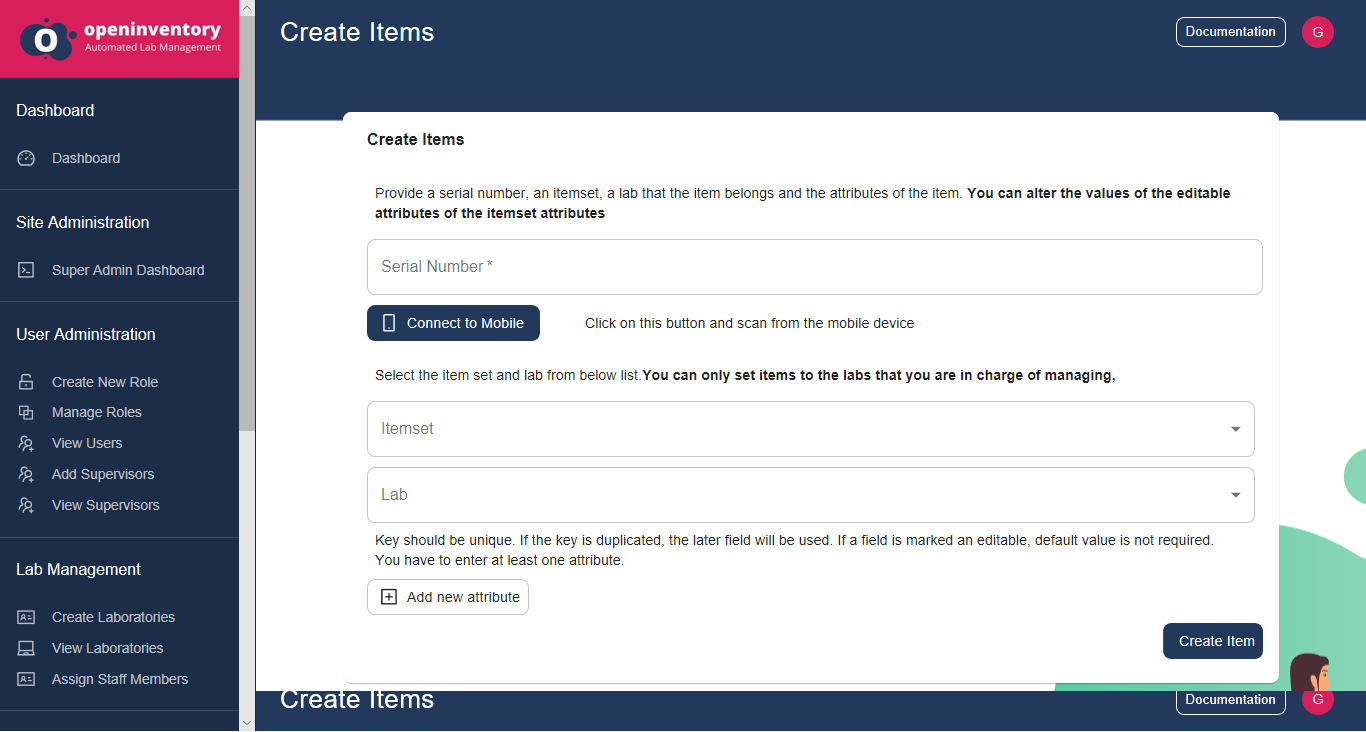 openinventory
Automated Lab Management
Dashboard
Dashboard
Site Administration
Super Admin Dashboard
User Administration
Create New Role
Manage Roles
View Users
Add Supervisors
View Supervisors
Lab Management
Create Laboratories
View Laboratories
Assign Staff Members
Create Items
Documentation
G
Create Items
Provide a serial number, an itemset, a lab that the item belongs and the attributes of the item. You can alter the values of the editable
attributes of the itemset attributes
Serial Number *
Connect to Mobile
Click on this button and scan from the mobile device
Select the item set and lab from below list.You can only set items to the labs that you are in charge of managing,
Itemset
Lab
Key should be unique. If the key is duplicated, the later field will be used. If a field is marked an editable, default value is not required.
You have to enter at least one attribute.
Add new attribute
Create Item
Create Items
Documentation
G